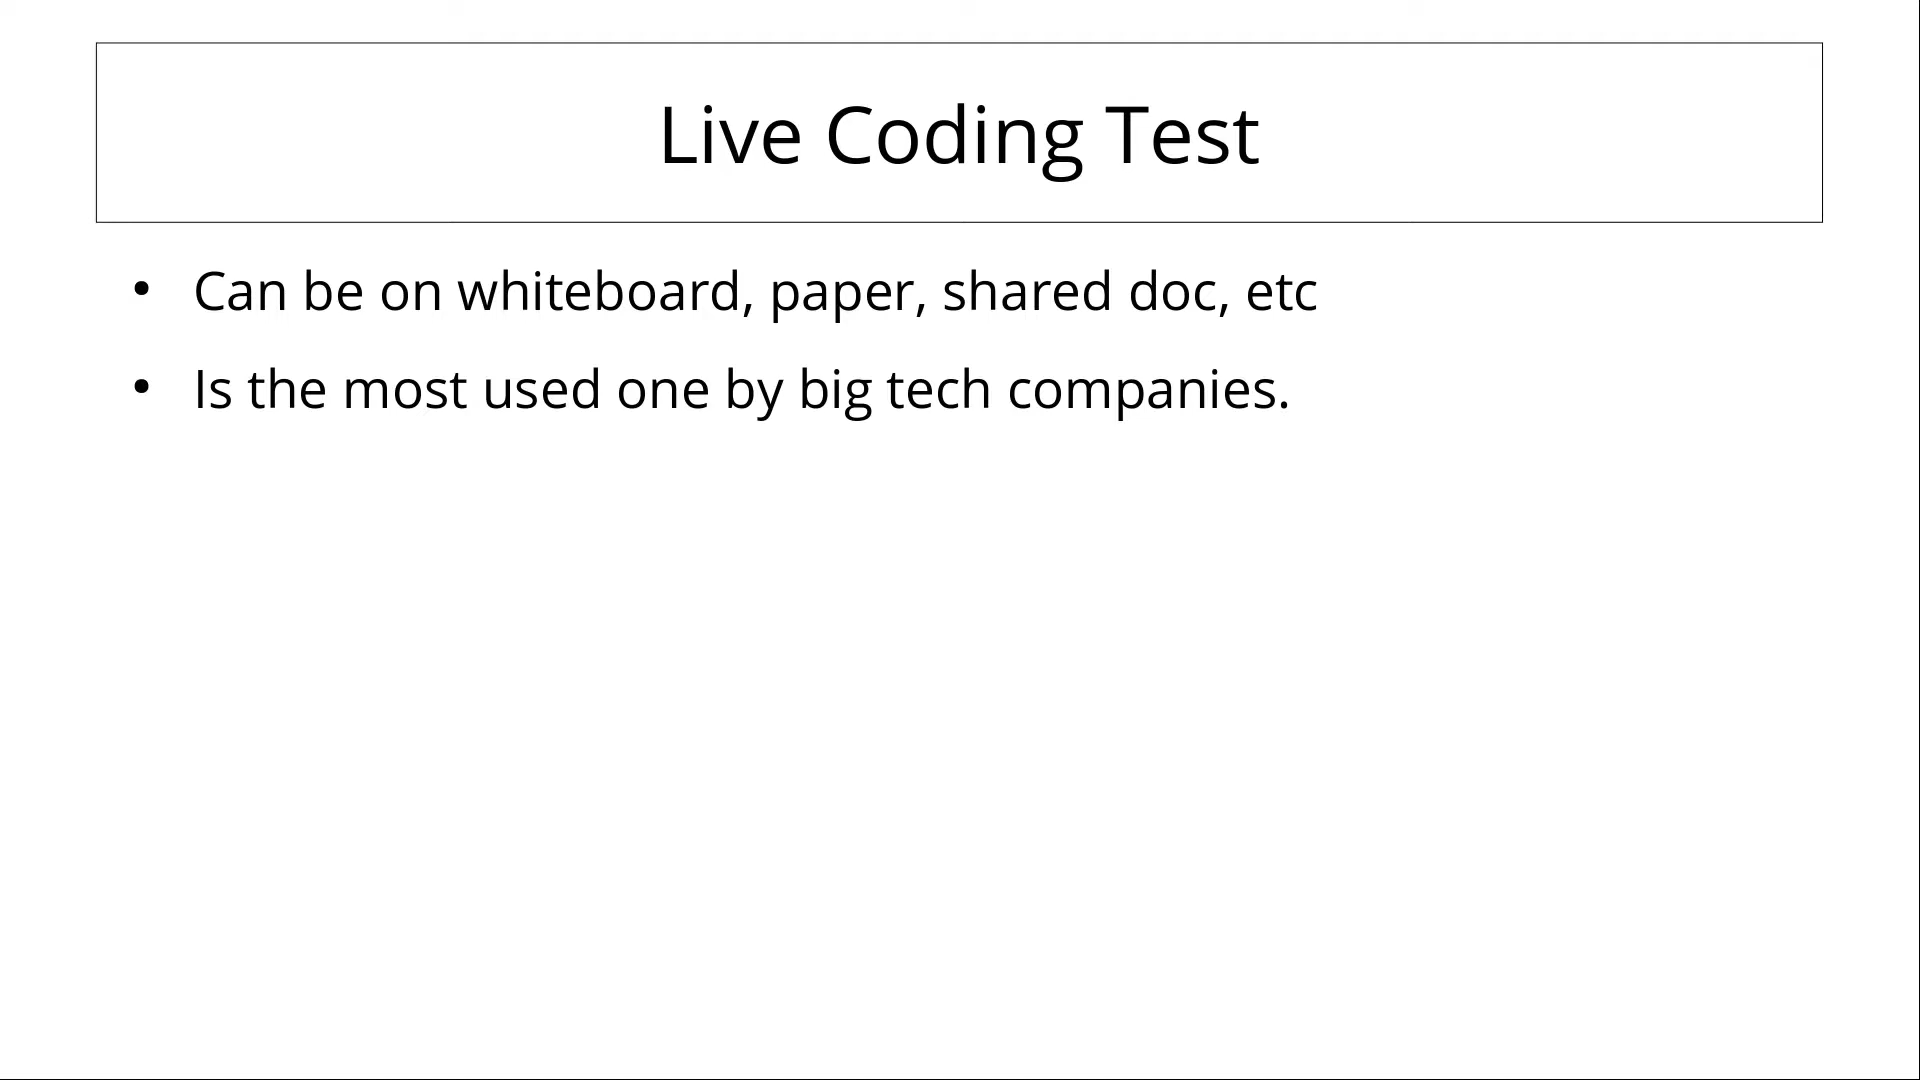 Live Coding Test
• Can be on whiteboard, paper, shared doc, etc
• Is the most used one by big tech companies.